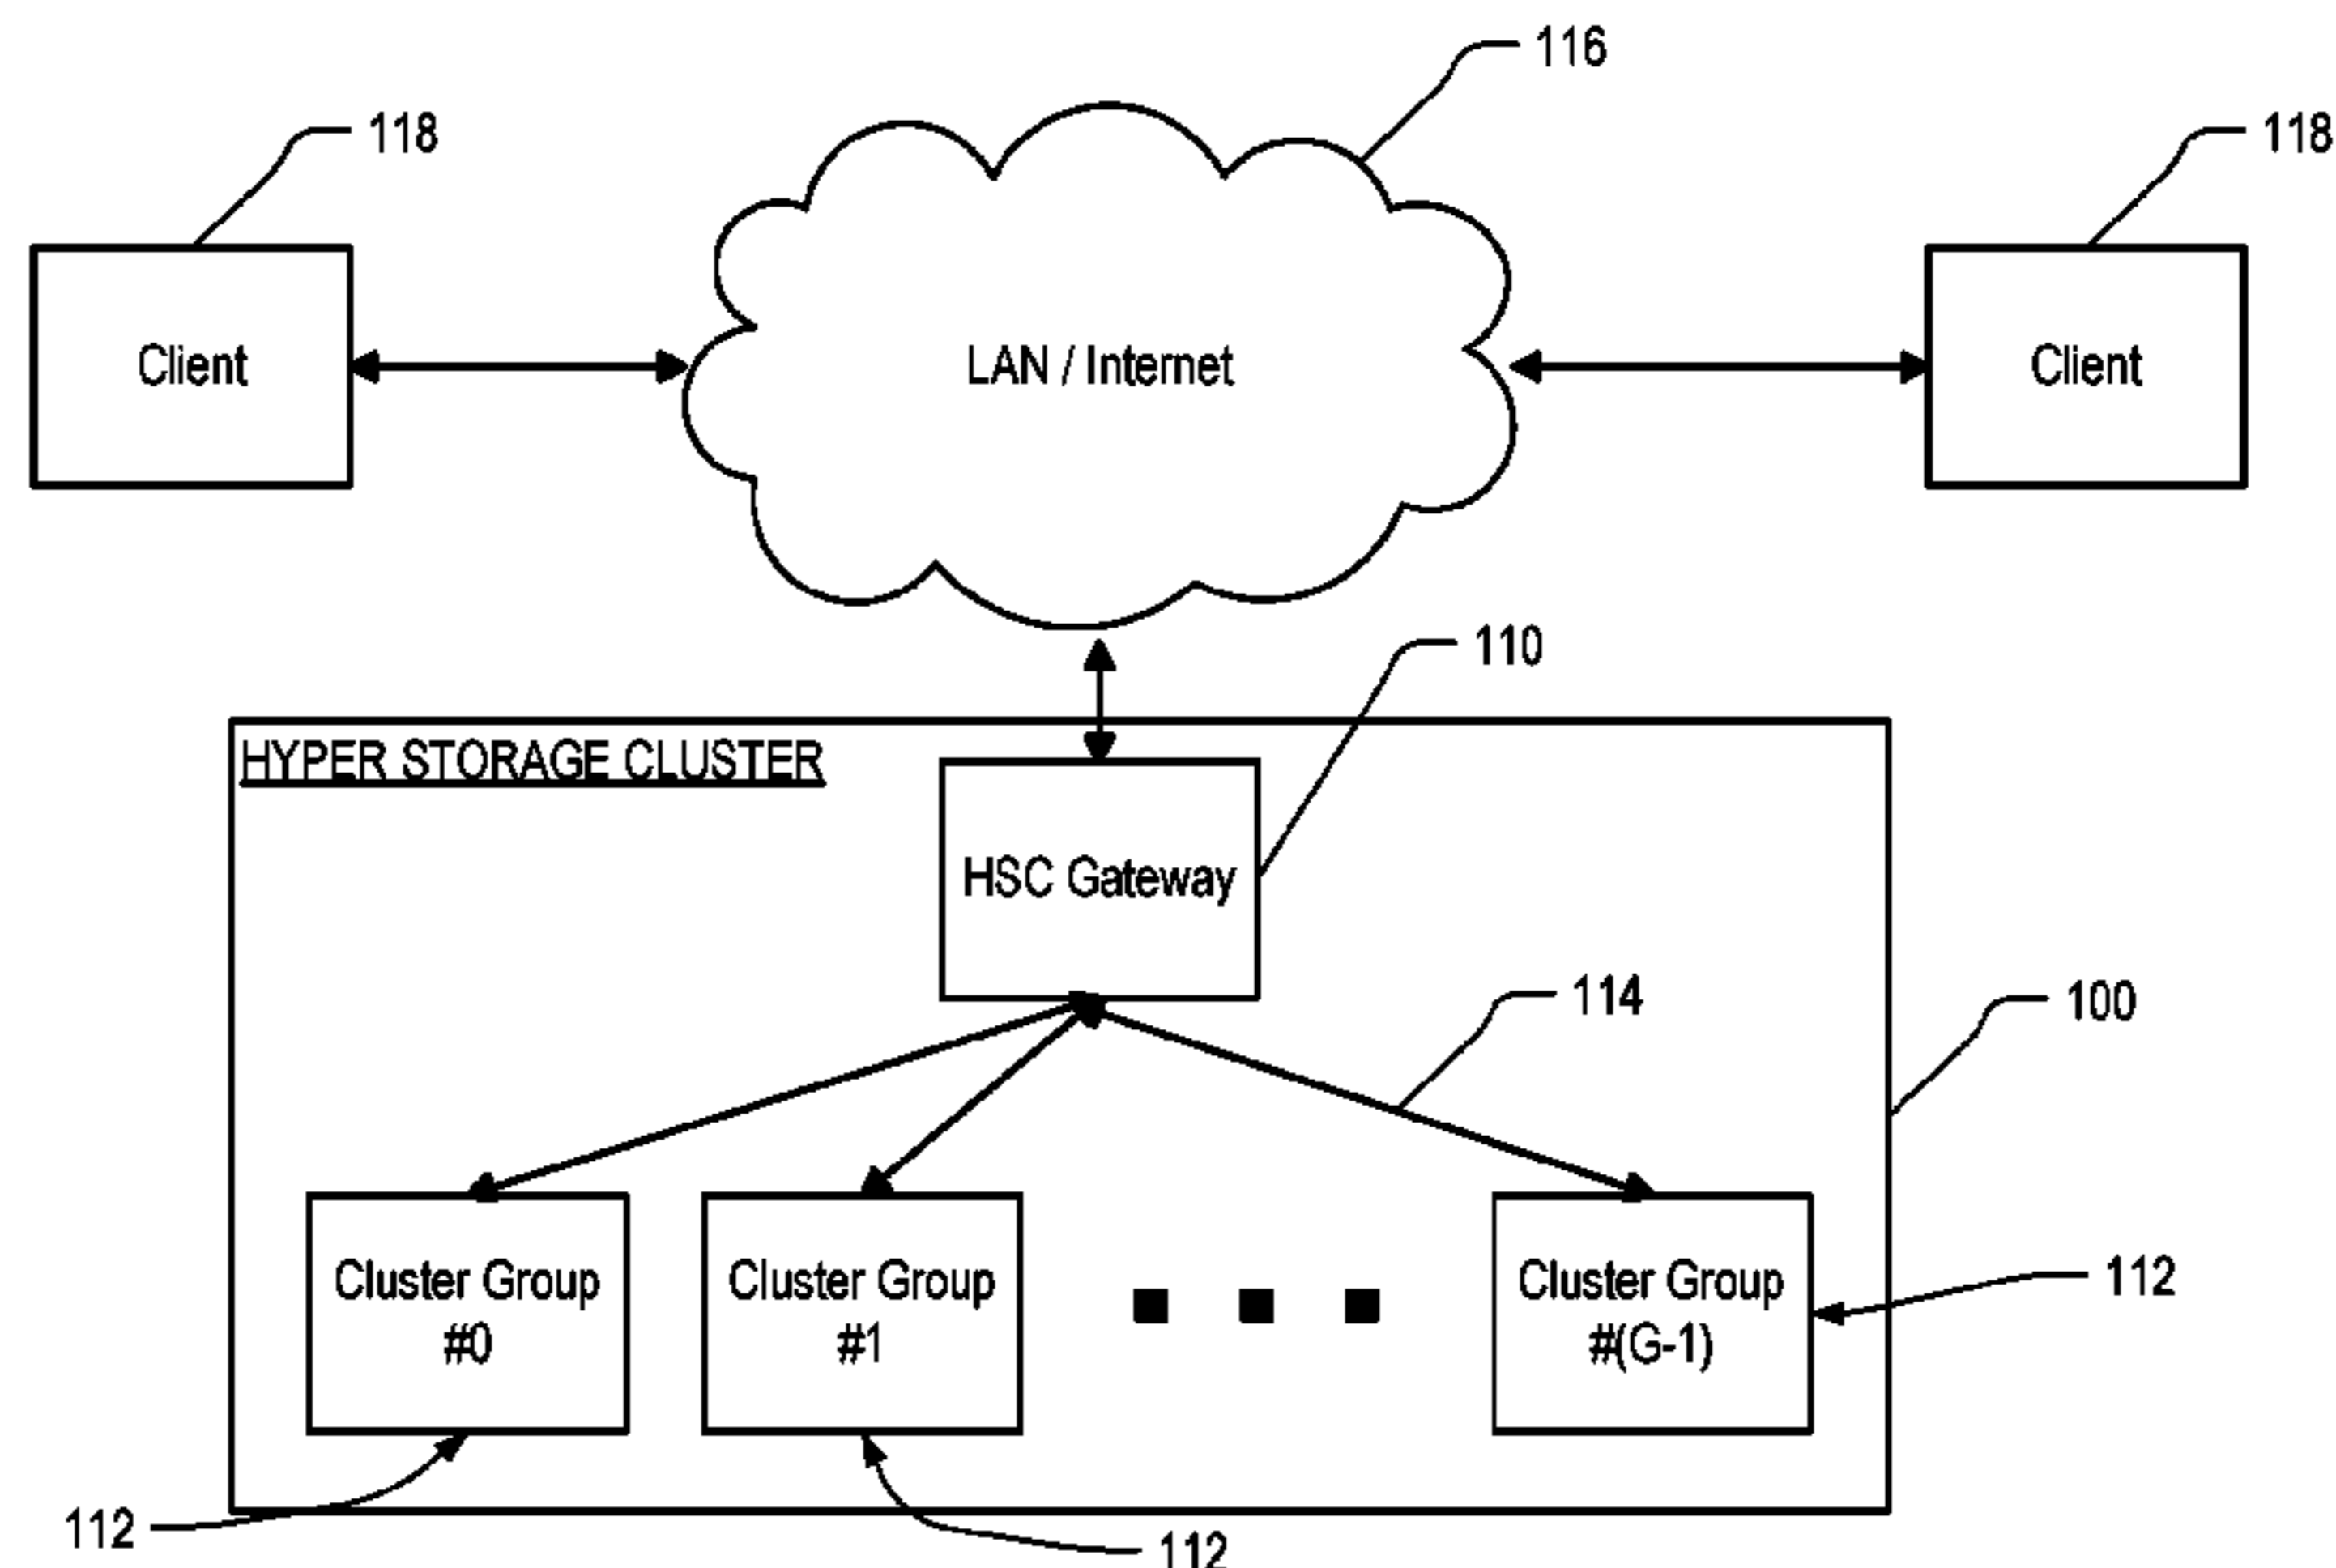 116
118
118
Client
LAN / Internet
Client
110
HYPER STORAGE CLUSTER
HSC Gateway
114
100
Cluster Group
#0
Cluster Group
#1
Cluster Group
#(G-1)
112
112
112